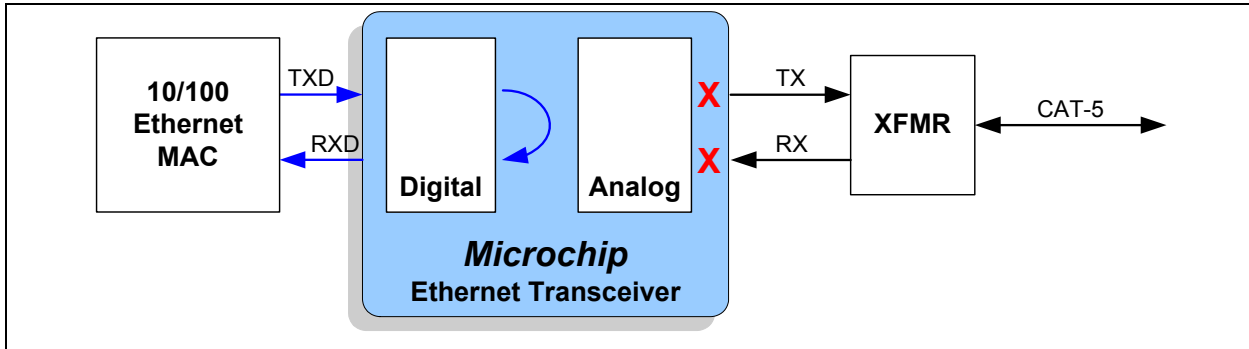 10/100
Ethernet
MAC
TXD
RXD
Digital
Analog
X
X
TX
RX
XFMR
CAT-5
Microchip
Ethernet Transceiver